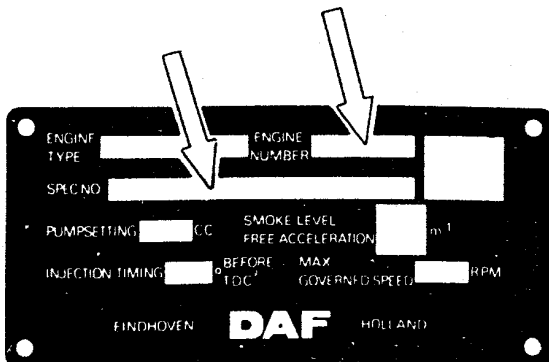 ENGINE TYPE ENGINE NUMBER
SPEC NO
PUMPSETTING CC SMOKE LEVEL FREE ACCELERATION m-1
INJECTION TIMING ° BEFORE TDC MAX GOVERNED SPEED RPM
EINDHOVEN DAF HOLLAND